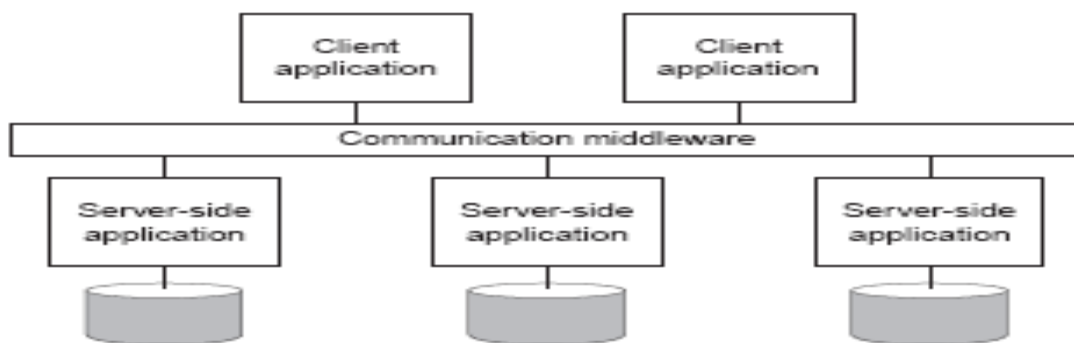 Client
application
Client
application
Communication middleware
Server-side
application
Server-side
application
Server-side
application